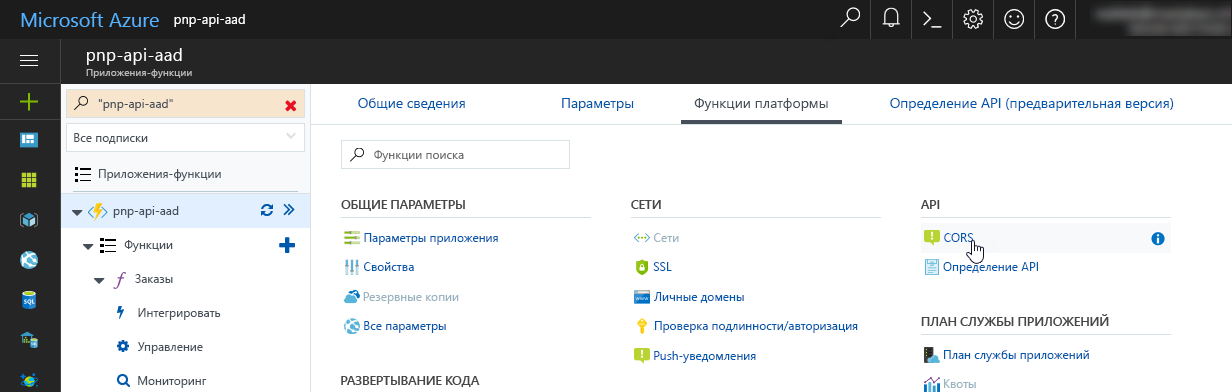 Microsoft Azure pnp-api-aad
pnp-api-aad
Приложения-функции
"pnp-api-aad"
Все подписки
Приложения-функции
pnp-api-aad
Функции
Заказы
Интегрировать
Управление
Мониторинг
Общие сведения Параметры Функции платформы Определение API (предварительная версия)
Функции поиска
ОБЩИЕ ПАРАМЕТРЫ
Параметры приложения
Свойства
Резервные копии
Все параметры
РАЗВЕРТЫВАНИЕ КОДА
СЕТИ
Сети
SSL
Личные домены
Проверка подлинности/авторизация
Push-уведомления
API
CORS
Определение API
ПЛАН СЛУЖБЫ ПРИЛОЖЕНИЙ
План службы приложений
Квоты